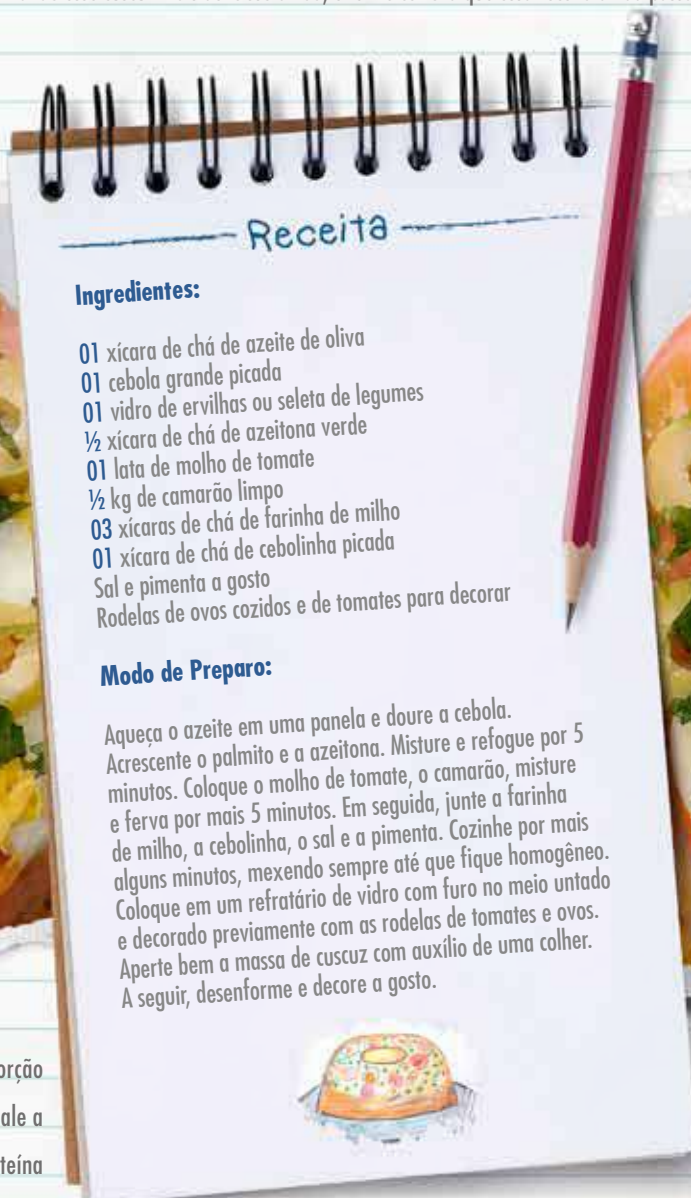 Receita
Ingredientes:
01 xícara de chá de azeite de oliva
01 cebola grande picada
01 vidro de ervilhas ou seleta de legumes
½ xícara de chá de azeitona verde
01 lata de molho de tomate
½ kg de camarão limpo
03 xícaras de chá de farinha de milho
01 xícara de chá de cebolinha picada
Sal e pimenta a gosto
Rodelas de ovos cozidos e de tomates para decorar
Modo de Preparo:
Aqueça o azeite em uma panela e doure a cebola.
Acrescente o palmito e a azeitona. Misture e refogue por 5
minutos. Coloque o molho de tomate, o camarão, misture
e ferva por mais 5 minutos. Em seguida, junte a farinha
de milho, a cebolinha, o sal e a pimenta. Cozinhe por mais
alguns minutos, mexendo sempre até que fique homogêneo.
Coloque em um refratário de vidro com furo no meio untado
e decorado previamente com as rodelas de tomates e ovos.
Aperte bem a massa de cuscuz com auxílio de uma colher.
A seguir, desenforme e decore a gosto.
orção
ale a
teína